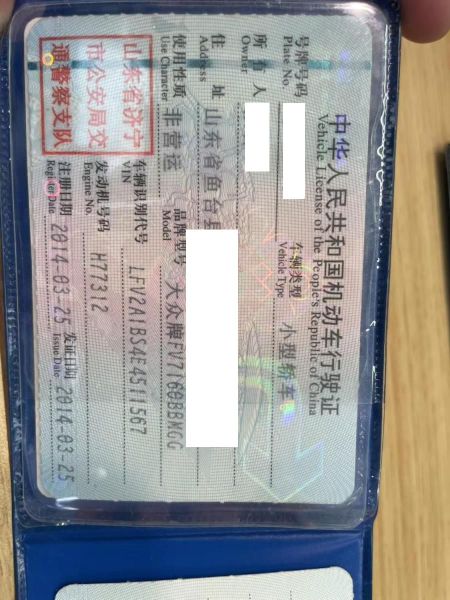 中华人民共和国机动车行驶证
Vehicle License of the People's Republic of China
号牌号码
Plate No.
车辆类型 小型轿车
Vehicle Type
所有人
Owner
住址 山东省鱼台县
Address
使用性质 非营运
Use Character
品牌型号 大众牌FV7160BBMGG
Model
山东省济宁
市公安局交
通警察支队
车辆识别代号 LFV2A1BS4E4511567
VIN
发动机号码 H77312
Engine No.
注册日期 2014-03-25
Register Date
发证日期 2014-03-25
Issue Date